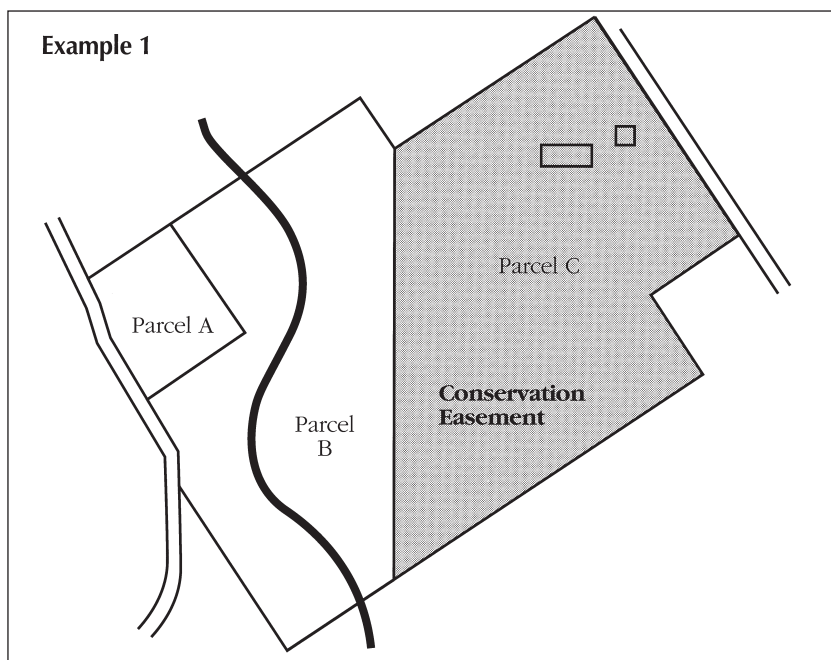 Example 1
Parcel C
Parcel A
Conservation
Easement
Parcel
B